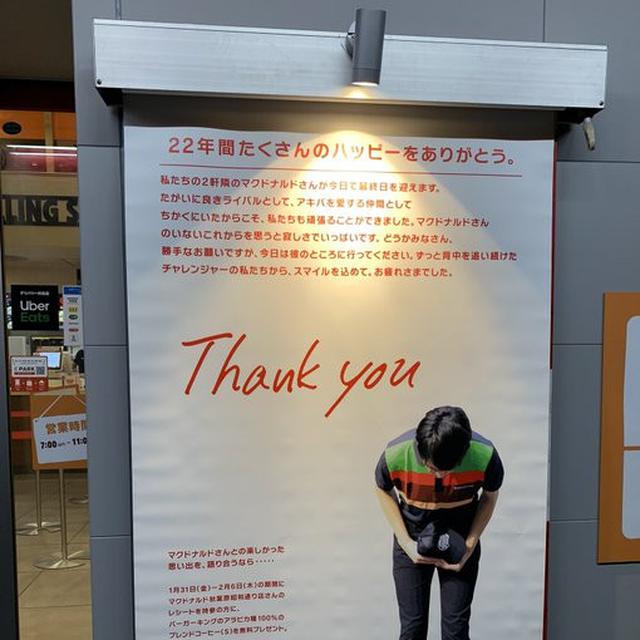 22年間たくさんのハッピーをありがとう。
私たちの2軒隣のマクドナルドさんが今日で最終日を迎えます。
たがいに良きライバルとして、アキバを愛する仲間として
ちかくにいたからこそ、私たちも頑張ることができました。マクドナルドさん
のいないこれからを思うと寂しさでいっぱいです。どうかみなさん、
勝手なお願いですが、今日は彼のところに行ってください。ずっと背中を追い続けた
チャレンジャーの私たちから、スマイルを込めて。お疲れさまでした。
Thank you
マクドナルドさんとの楽しかった
思い出を、語り合うなら・・・・・
1月31日(金)−2月6日(木)の期間に
マクドナルド秋葉原昭和通り店さんの
レシートを持参の方に、
バーガーキングのアラビカ種100%の
ブレンドコーヒー(S)を無料プレゼント。
LING S
Uber
Eats
PARK
営業時間
7:00